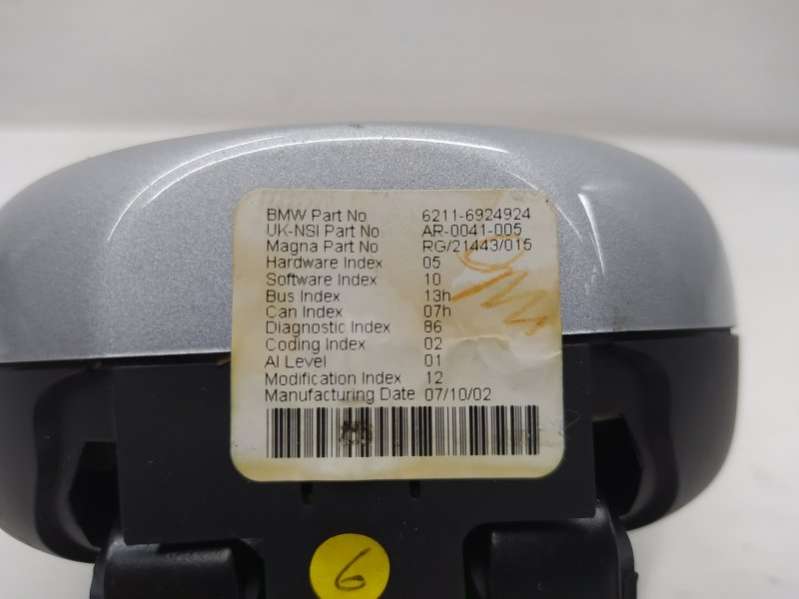 BMW Part No 6211-6924924
UK-NSI Part No AR-0041-005
Magna Part No RG/21443/015
Hardware Index 05
Software Index 10
Bus Index 13h
Can Index 07h
Diagnostic Index 86
Coding Index 02
AI Level 01
Modification Index 12
Manufacturing Date 07/10/02
6